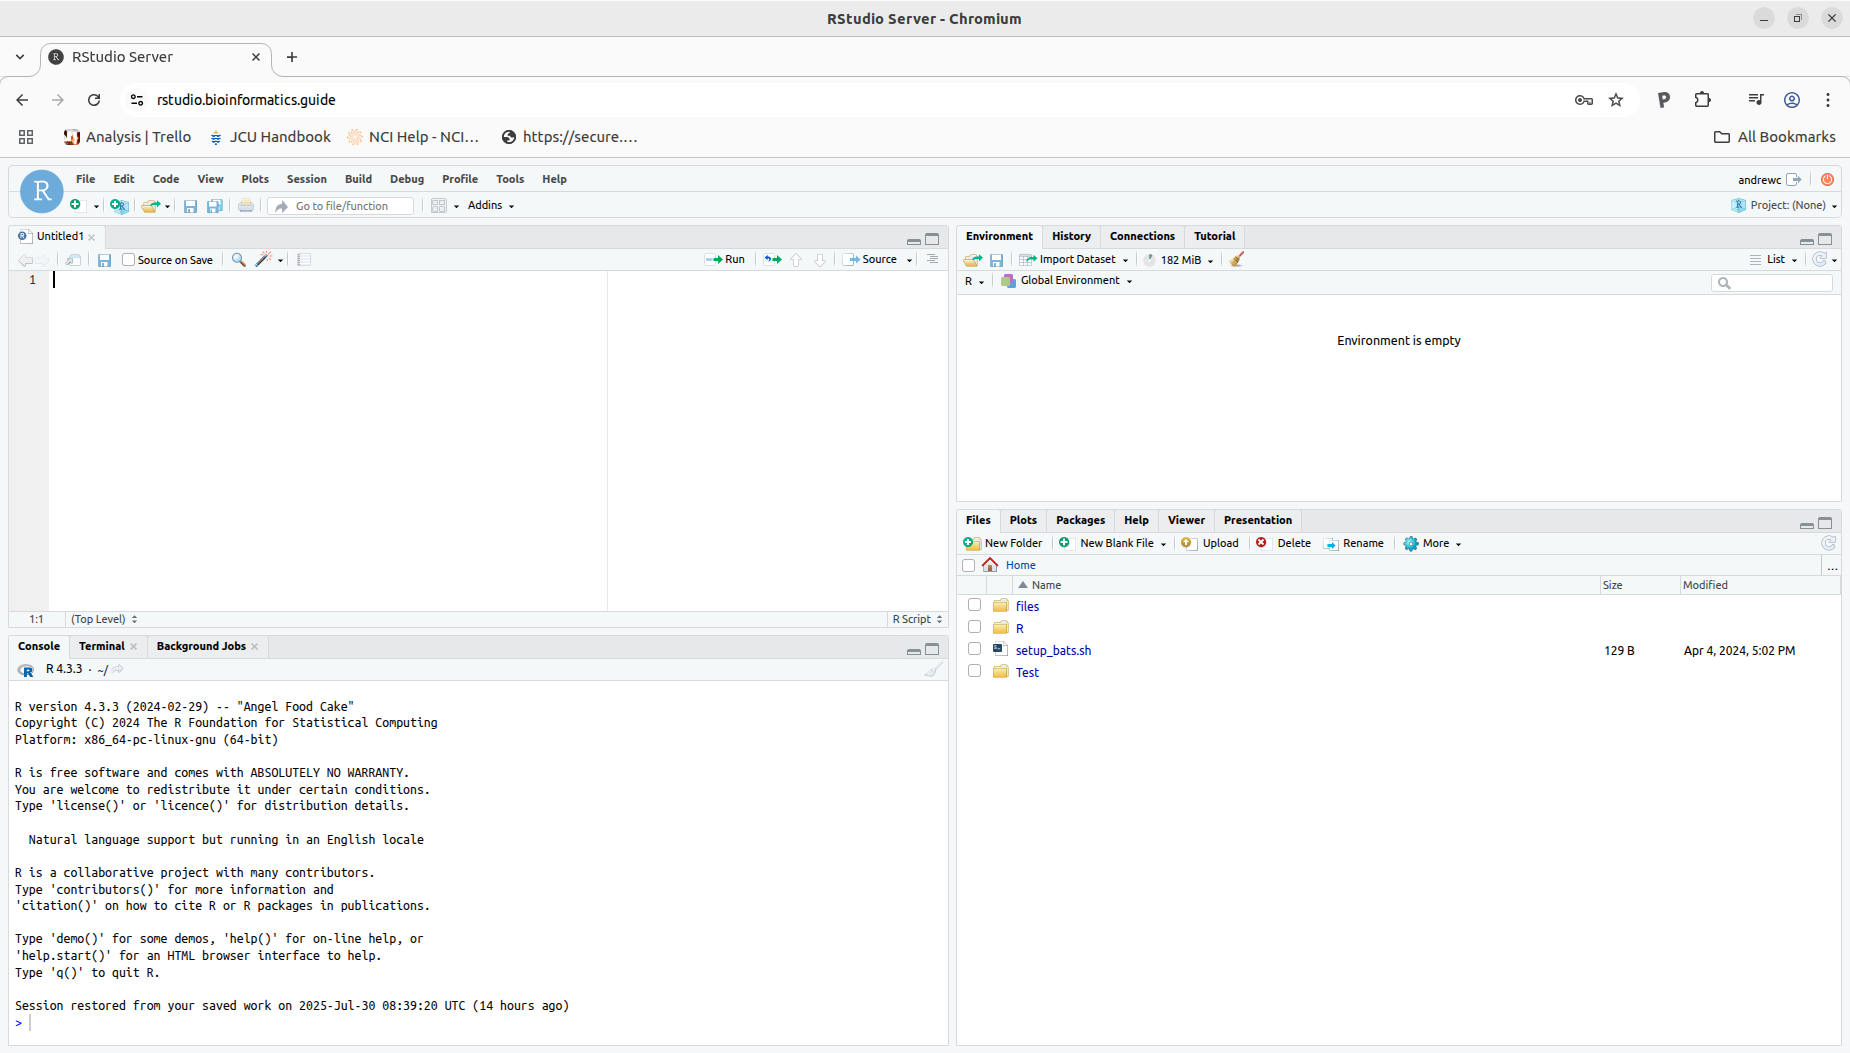 RStudio Server - Chromium
RStudio Server
rstudio.bioinformatics.guide
Analysis | Trello
JCU Handbook
NCI Help - NCI...
https://secure....
All Bookmarks
R
File Edit Code View Plots Session Build Debug Profile Tools Help
andrewc
Go to file/function
Addins
Project: (None)
Untitled1
Source on Save
Run
Source
1
1:1 (Top Level)
R Script
Console Terminal Background Jobs
R 4.3.3 · ~/
R version 4.3.3 (2024-02-29) -- "Angel Food Cake"
Copyright (C) 2024 The R Foundation for Statistical Computing
Platform: x86_64-pc-linux-gnu (64-bit)
R is free software and comes with ABSOLUTELY NO WARRANTY.
You are welcome to redistribute it under certain conditions.
Type 'license()' or 'licence()' for distribution details.
Natural language support but running in an English locale
R is a collaborative project with many contributors.
Type 'contributors()' for more information and
'citation()' on how to cite R or R packages in publications.
Type 'demo()' for some demos, 'help()' for on-line help, or
'help.start()' for an HTML browser interface to help.
Type 'q()' to quit R.
Session restored from your saved work on 2025-Jul-30 08:39:20 UTC (14 hours ago)
>
Environment History Connections Tutorial
Import Dataset
182 MiB
List
R
Global Environment
Environment is empty
Files Plots Packages Help Viewer Presentation
New Folder New Blank File Upload Delete Rename More
Home
...
Name Size Modified
files
R
setup_bats.sh 129 B Apr 4, 2024, 5:02 PM
Test